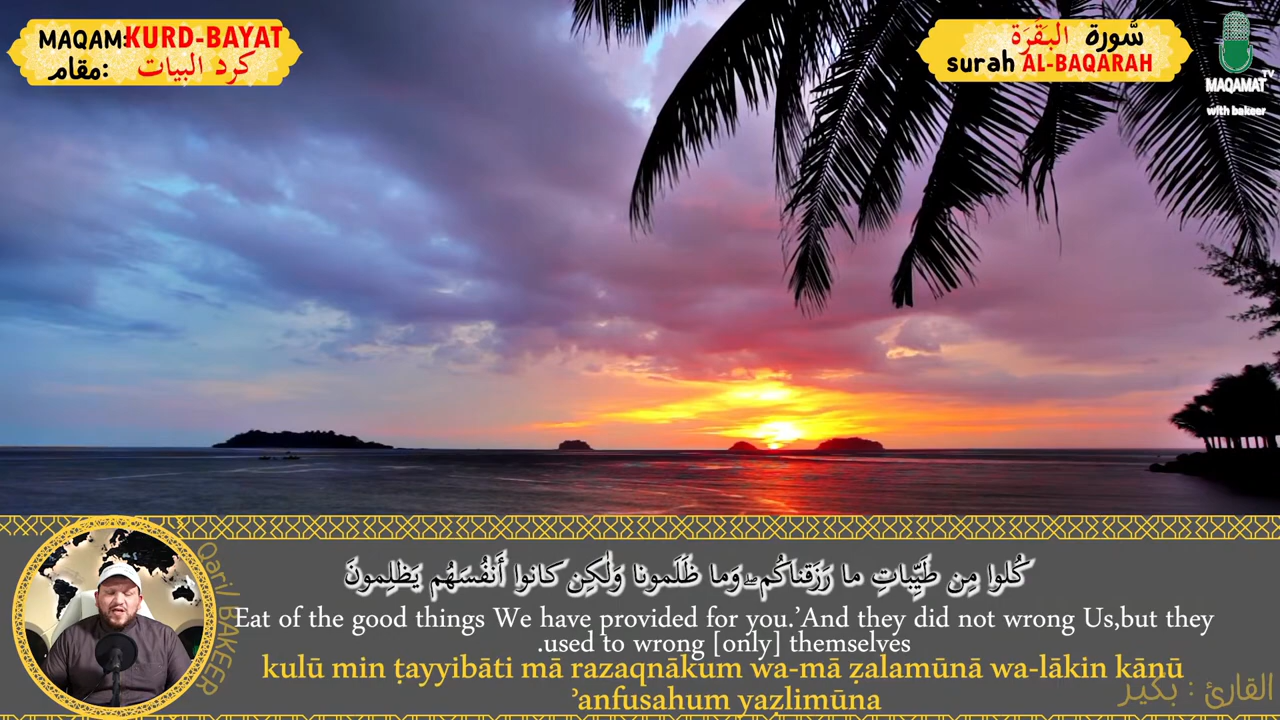 MAQAM: KURD-BAYAT
مقام: كرد البيات
سُّورة البَقَرَة
surah AL-BAQARAH
TV
MAQAMAT
with bakeer
Qari/ BAKEER
كُلوا مِن طَيِّباتِ ما رَزَقناكُم ۖ وَما ظَلَمونا وَلٰكِن كانوا أَنفُسَهُم يَظلِمونَ
Eat of the good things We have provided for you.’And they did not wrong Us,but they
.used to wrong [only] themselves
kulū min ṭayyibāti mā razaqnākum wa-mā ẓalamūnā wa-lākin kānū
’anfusahum yaẓlimūna
القارئ : بكير